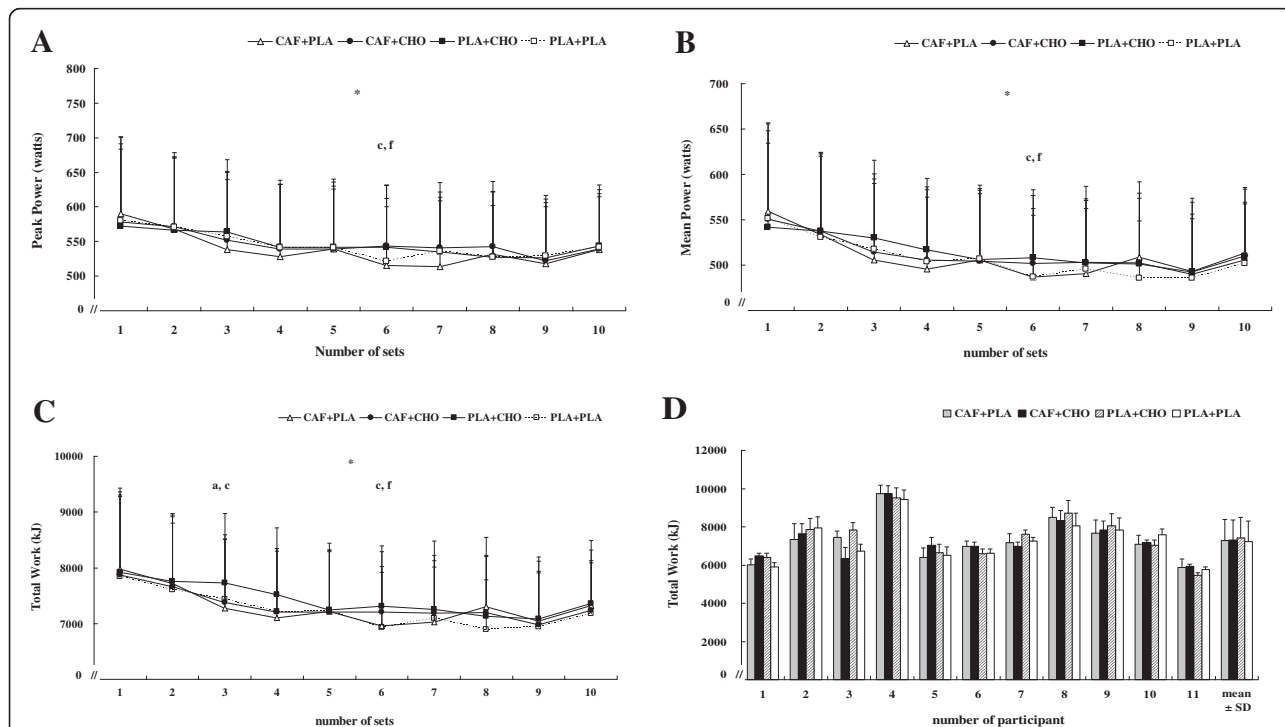 A
CAF+PLA CAF+CHO PLA+CHO PLA+PLA
800
*
750
Peak Power (watts)
700
c, f
650
600
550
500
0 //
1 2 3 4 5 6 7 8 9 10
Number of sets
B
CAF+PLA CAF+CHO PLA+CHO PLA+PLA
700
*
650
Mean Power (watts)
c, f
600
550
500
0 //
1 2 3 4 5 6 7 8 9 10
number of sets
C
CAF+PLA CAF+CHO PLA+CHO PLA+PLA
10000
*
a, c c, f
9000
Total Work (kJ)
8000
7000
0 //
1 2 3 4 5 6 7 8 9 10
number of sets
D
CAF+PLA CAF+CHO PLA+CHO PLA+PLA
12000
10000
Total Work (kJ)
8000
6000
4000
2000
0
1 2 3 4 5 6 7 8 9 10 11 mean
± SD
number of participant